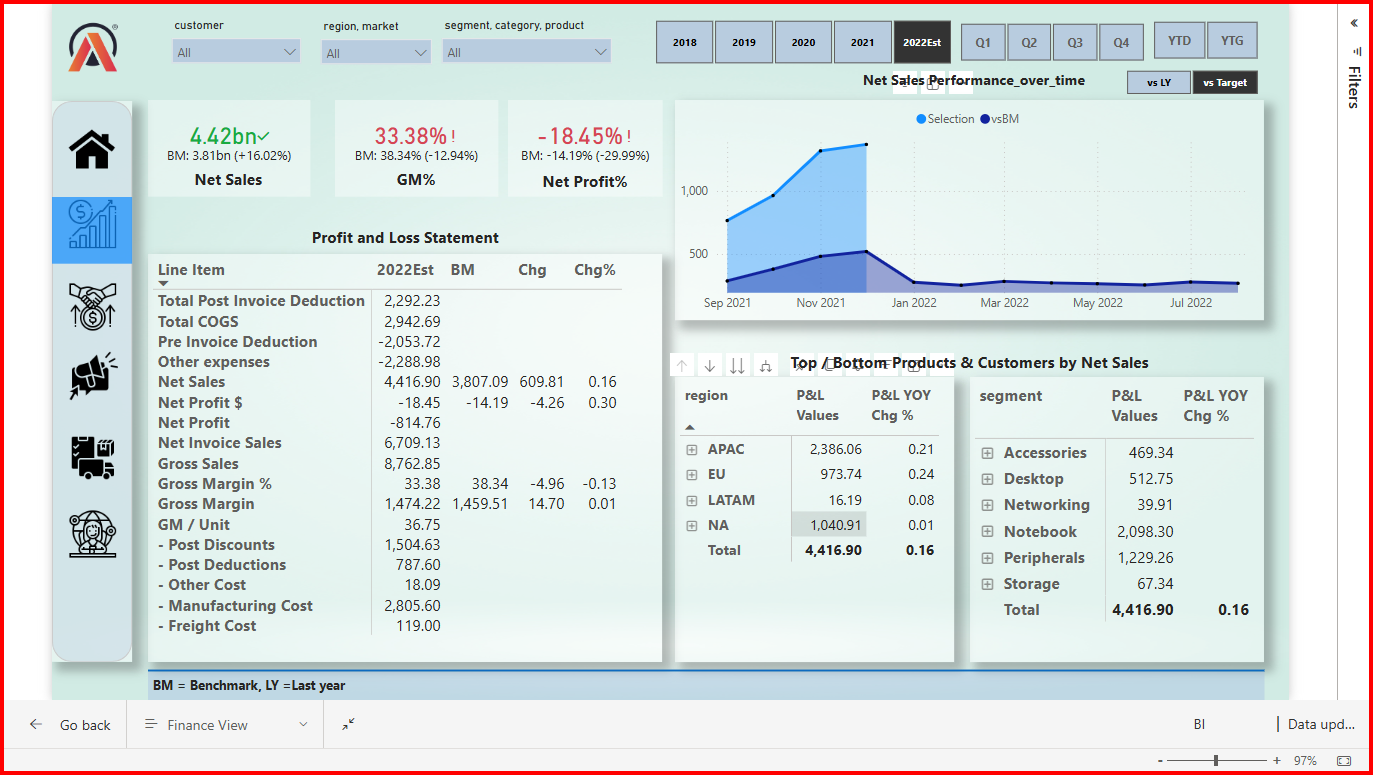 customer
region, market
segment, category, product
All
All
All
2018
2019
2020
2021
2022Est
Q1
Q2
Q3
Q4
YTD
YTG
Net Sales Performance_over_time
vs LY
vs Target
Filters
4.42bn
BM: 3.81bn (+16.02%)
Net Sales
33.38% !
BM: 38.34% (-12.94%)
GM%
-18.45% !
BM: -14.19% (-29.99%)
Net Profit%
Selection vsBM
1,000
500
Sep 2021 Nov 2021 Jan 2022 Mar 2022 May 2022 Jul 2022
Profit and Loss Statement
Line Item 2022Est BM Chg Chg%
Total Post Invoice Deduction 2,292.23
Total COGS 2,942.69
Pre Invoice Deduction -2,053.72
Other expenses -2,288.98
Net Sales 4,416.90 3,807.09 609.81 0.16
Net Profit $ -18.45 -14.19 -4.26 0.30
Net Profit -814.76
Net Invoice Sales 6,709.13
Gross Sales 8,762.85
Gross Margin % 33.38 38.34 -4.96 -0.13
Gross Margin 1,474.22 1,459.51 14.70 0.01
GM / Unit 36.75
- Post Discounts 1,504.63
- Post Deductions 787.60
- Other Cost 18.09
- Manufacturing Cost 2,805.60
- Freight Cost 119.00
Top / Bottom Products & Customers by Net Sales
region P&L Values P&L YOY Chg %
APAC 2,386.06 0.21
EU 973.74 0.24
LATAM 16.19 0.08
NA 1,040.91 0.01
Total 4,416.90 0.16
segment P&L Values P&L YOY Chg %
Accessories 469.34
Desktop 512.75
Networking 39.91
Notebook 2,098.30
Peripherals 1,229.26
Storage 67.34
Total 4,416.90 0.16
BM = Benchmark, LY =Last year
Go back
Finance View
BI
Data upd...
- + 97%